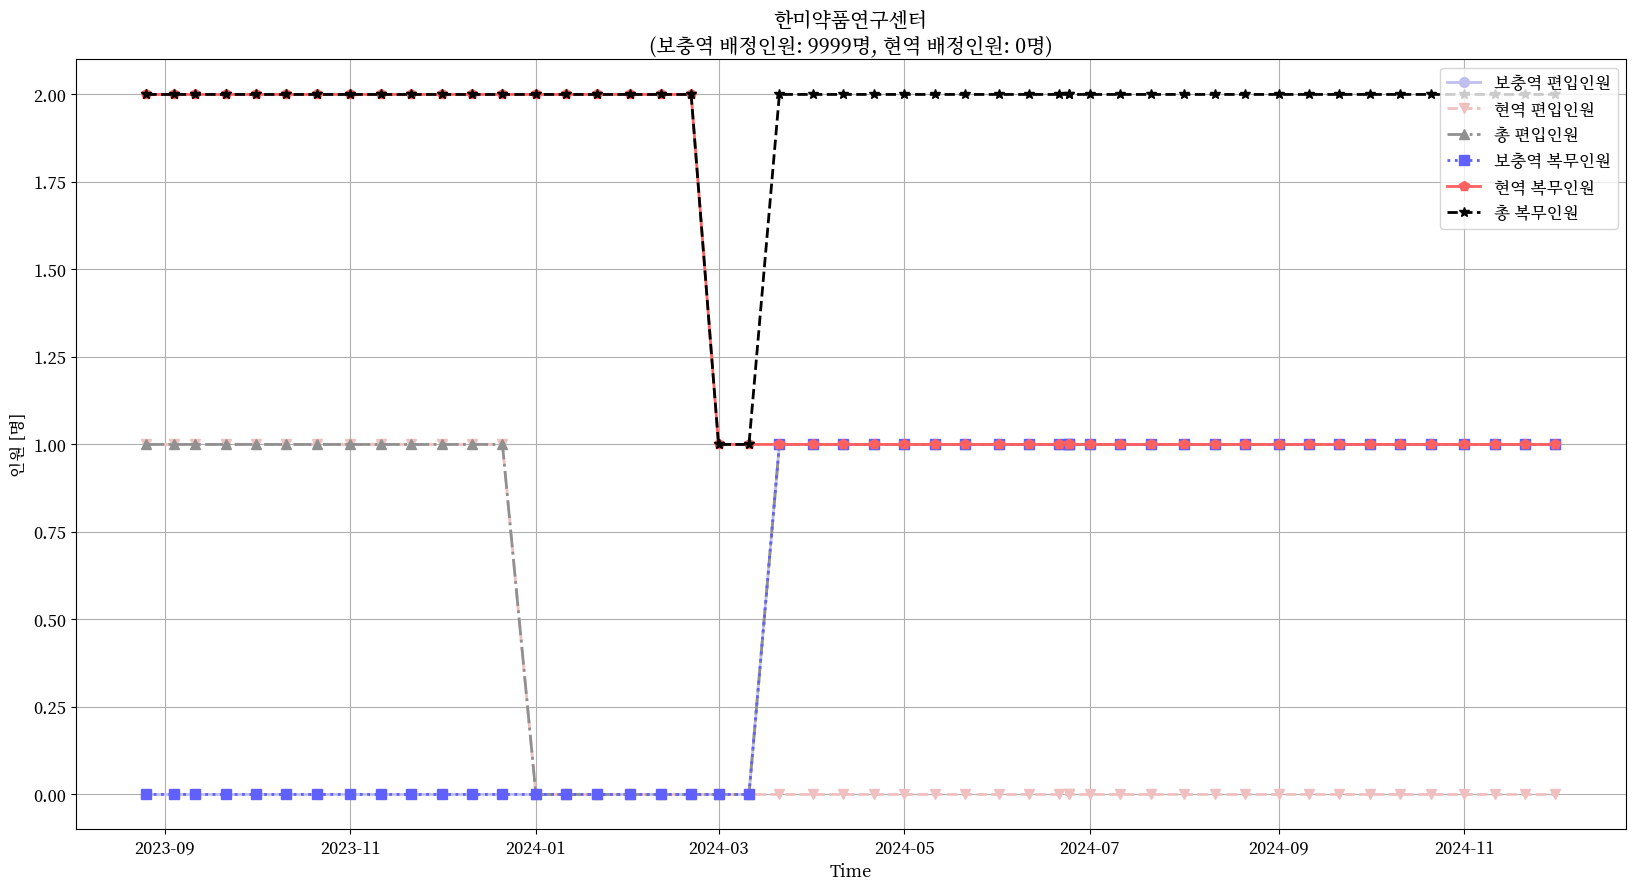 한미약품연구센터
(보충역 배정인원: 9999명, 현역 배정인원: 0명)
2.00
1.75
1.50
1.25
1.00
0.75
0.50
0.25
0.00
인원 [명]
보충역 편입인원
현역 편입인원
총 편입인원
보충역 복무인원
현역 복무인원
총 복무인원
2023-09
2023-11
2024-01
2024-03
2024-05
2024-07
2024-09
2024-11
Time